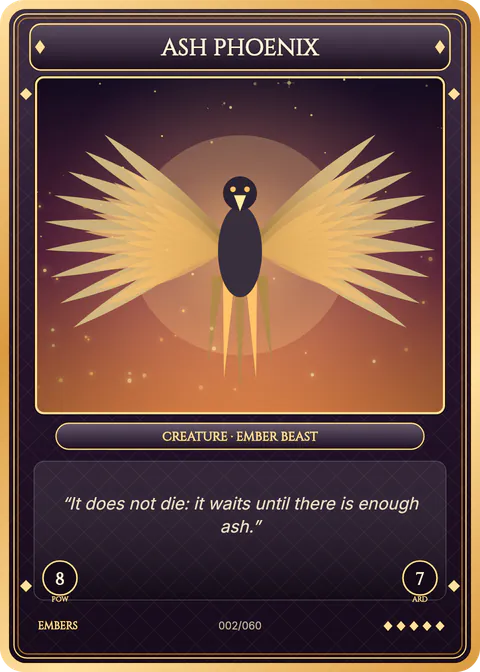 ASH PHOENIX
CREATURE · EMBER BEAST
“It does not die: it waits until there is enough
ash.”
8
POW
7
ARD
EMBERS
002/060